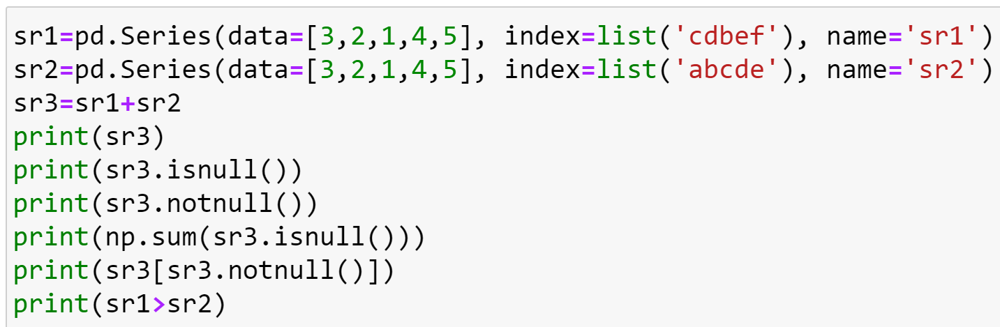 sr1=pd.Series(data=[3,2,1,4,5], index=list('cdbef'), name='sr1')
sr2=pd.Series(data=[3,2,1,4,5], index=list('abcde'), name='sr2')
sr3=sr1+sr2
print(sr3)
print(sr3.isnull())
print(sr3.notnull())
print(np.sum(sr3.isnull()))
print(sr3[sr3.notnull()])
print(sr1>sr2)